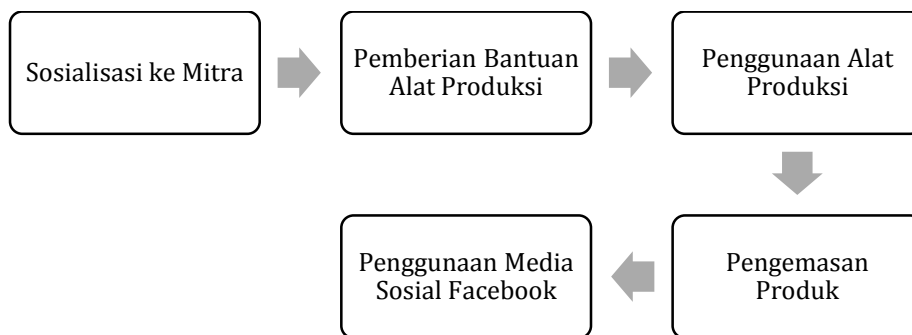 Sosialisasi ke Mitra
Pemberian Bantuan
Alat Produksi
Penggunaan Alat
Produksi
Pengemasan
Produk
Penggunaan Media
Sosial Facebook